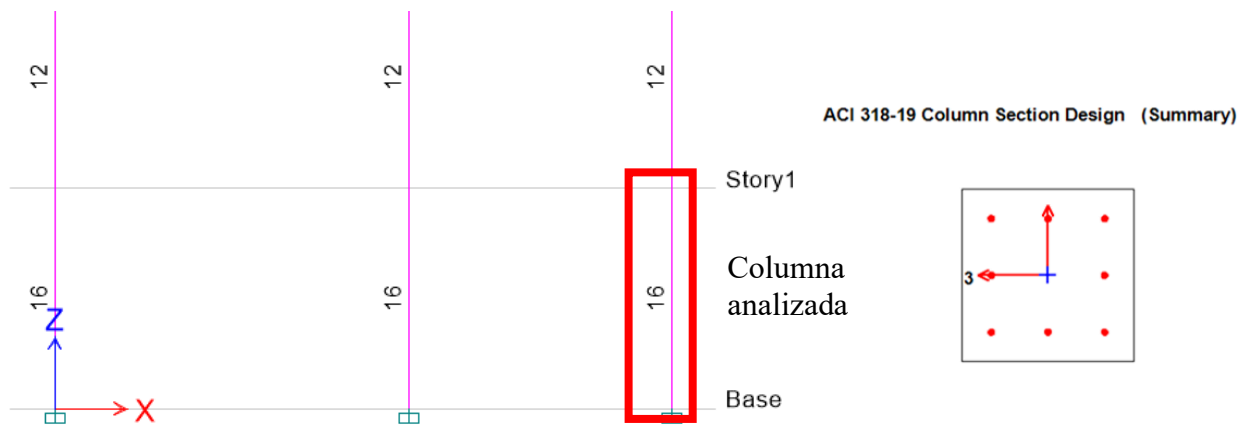 12
12
12
ACI 318-19 Column Section Design (Summary)
Story1
3
Columna
analizada
16
16
16
Z
X
Base